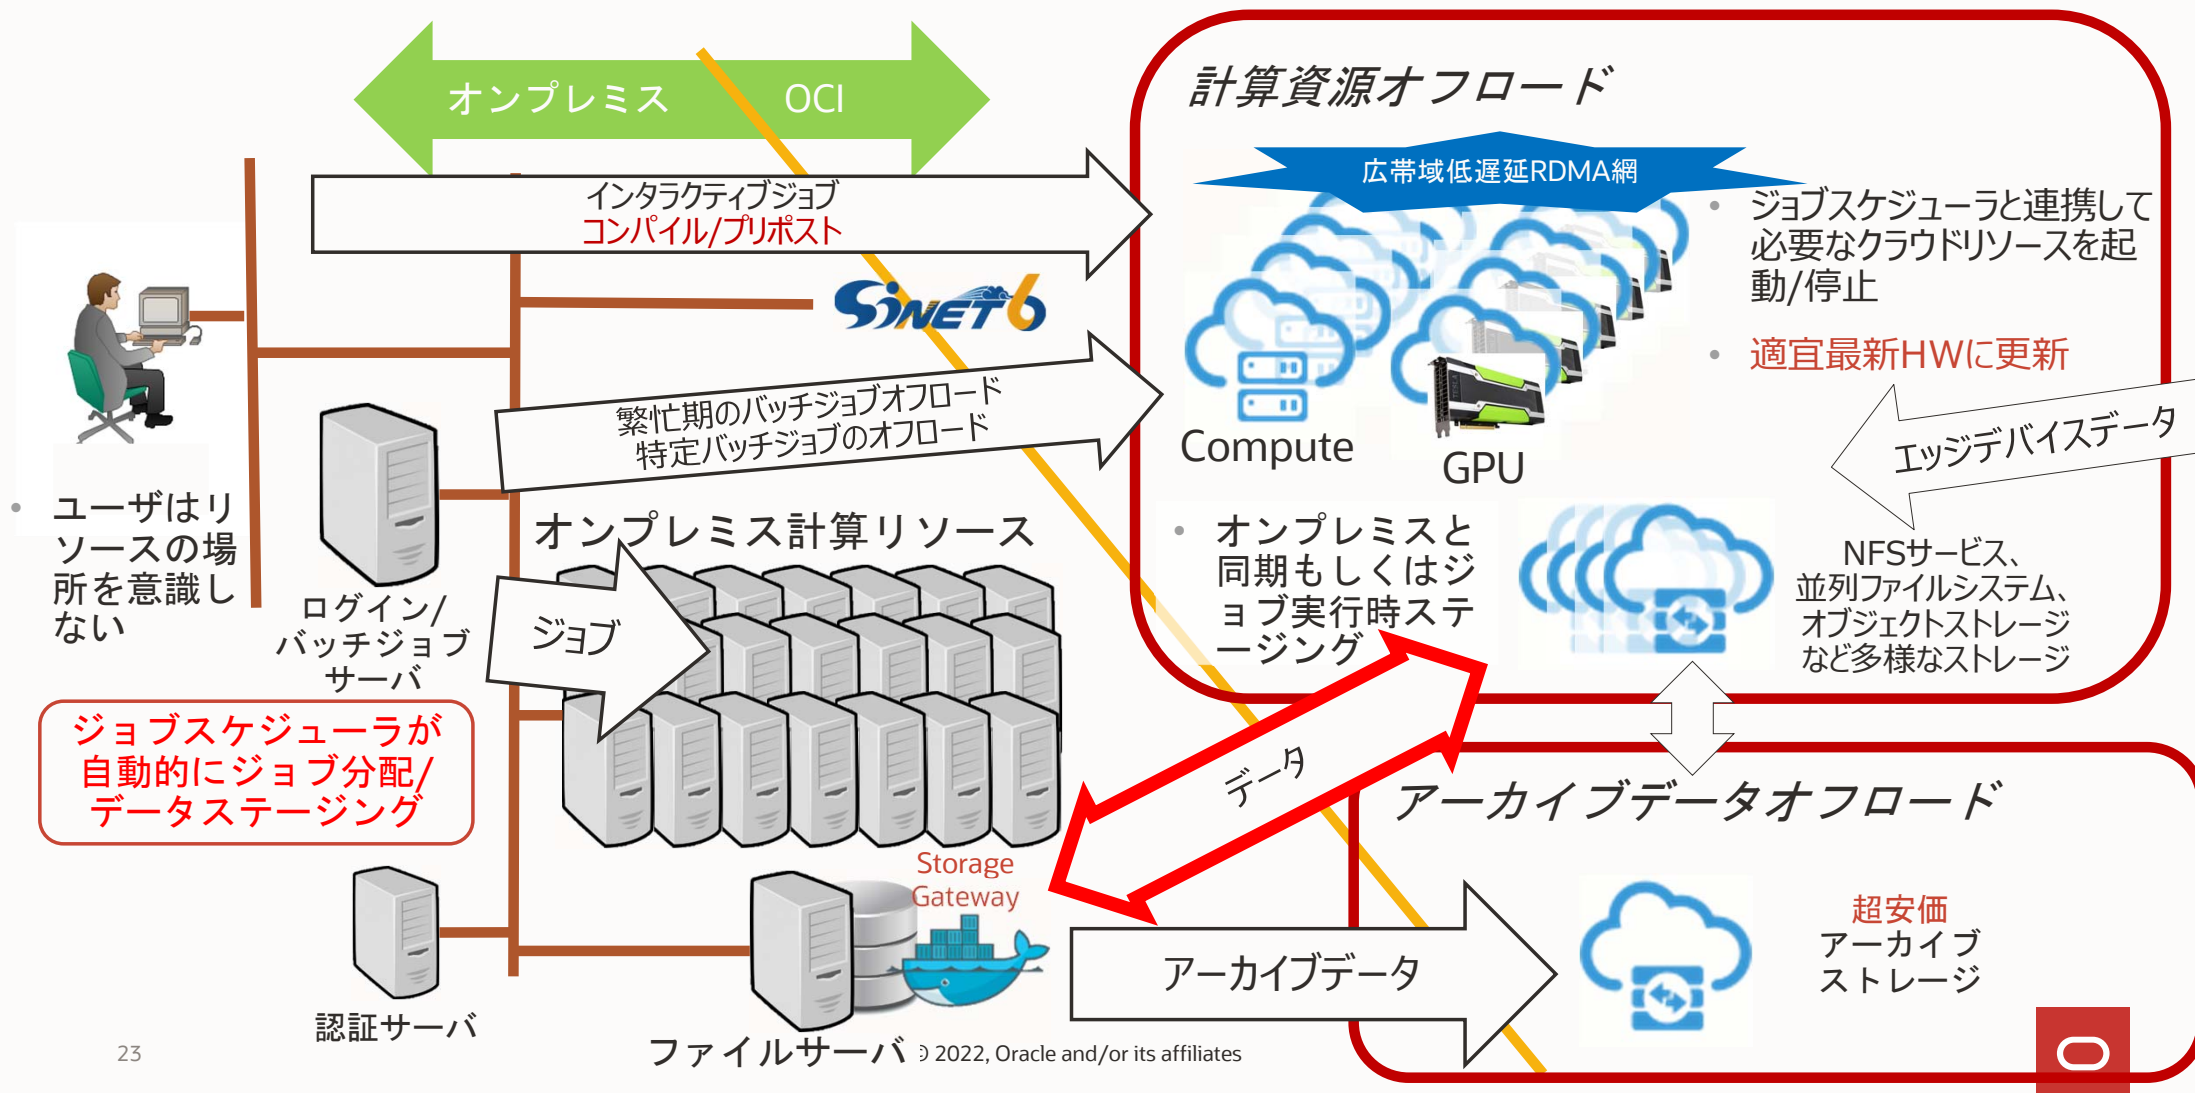 オンプレミス
OCI
計算資源オフロード
広帯域低遅延RDMA網
インタラクティブジョブ
コンパイル/プリポスト
• ジョブスケジューラと連携して
必要なクラウドリソースを起
動/停止
• 適宜最新HWに更新
SINET6
繁忙期のバッチジョブオフロード
特定バッチジョブのオフロード
Compute
GPU
エッジデバイスデータ
• ユーザはリ
ソースの場
所を意識し
ない
ログイン/
バッチジョブ
サーバ
オンプレミス計算リソース
ジョブ
• オンプレミスと
同期もしくはジ
ョブ実行時ステ
ージング
NFSサービス、
並列ファイルシステム、
オブジェクトストレージ
など多様なストレージ
ジョブスケジューラが
自動的にジョブ分配/
データステージング
データ
アーカイブデータオフロード
Storage
Gateway
アーカイブデータ
超安価
アーカイブ
ストレージ
認証サーバ
ファイルサーバ
23
© 2022, Oracle and/or its affiliates